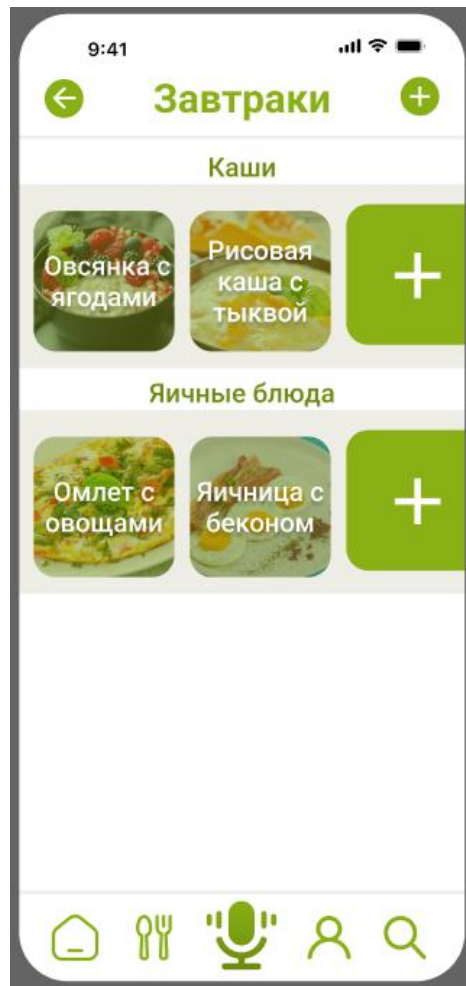 9:41
Завтраки
Каши
Овсянка с
ягодами
Рисовая
каша с
тыквой
Яичные блюда
Омлет с
овощами
Яичница с
беконом